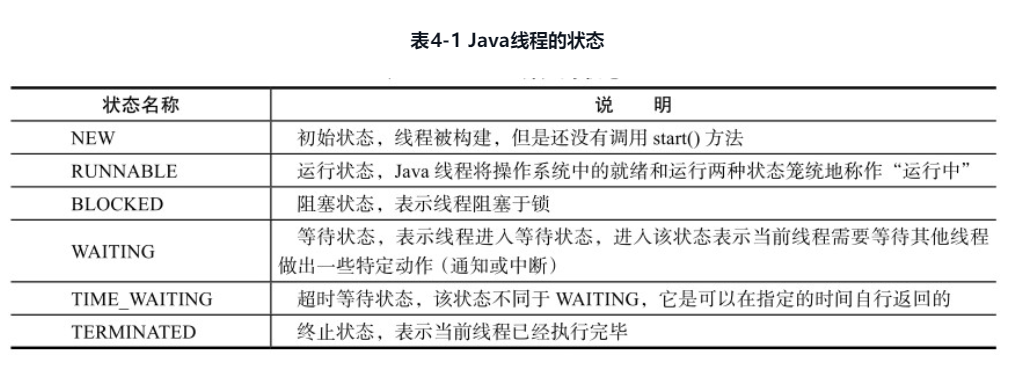 表4-1 Java线程的状态
状态名称 说 明
NEW 初始状态，线程被构建，但是还没有调用 start() 方法
RUNNABLE 运行状态，Java 线程将操作系统中的就绪和运行两种状态笼统地称作“运行中”
BLOCKED 阻塞状态，表示线程阻塞于锁
WAITING 等待状态，表示线程进入等待状态，进入该状态表示当前线程需要等待其他线程
做出一些特定动作（通知或中断）
TIME_WAITING 超时等待状态，该状态不同于 WAITING，它是可以在指定的时间自行返回的
TERMINATED 终止状态，表示当前线程已经执行完毕